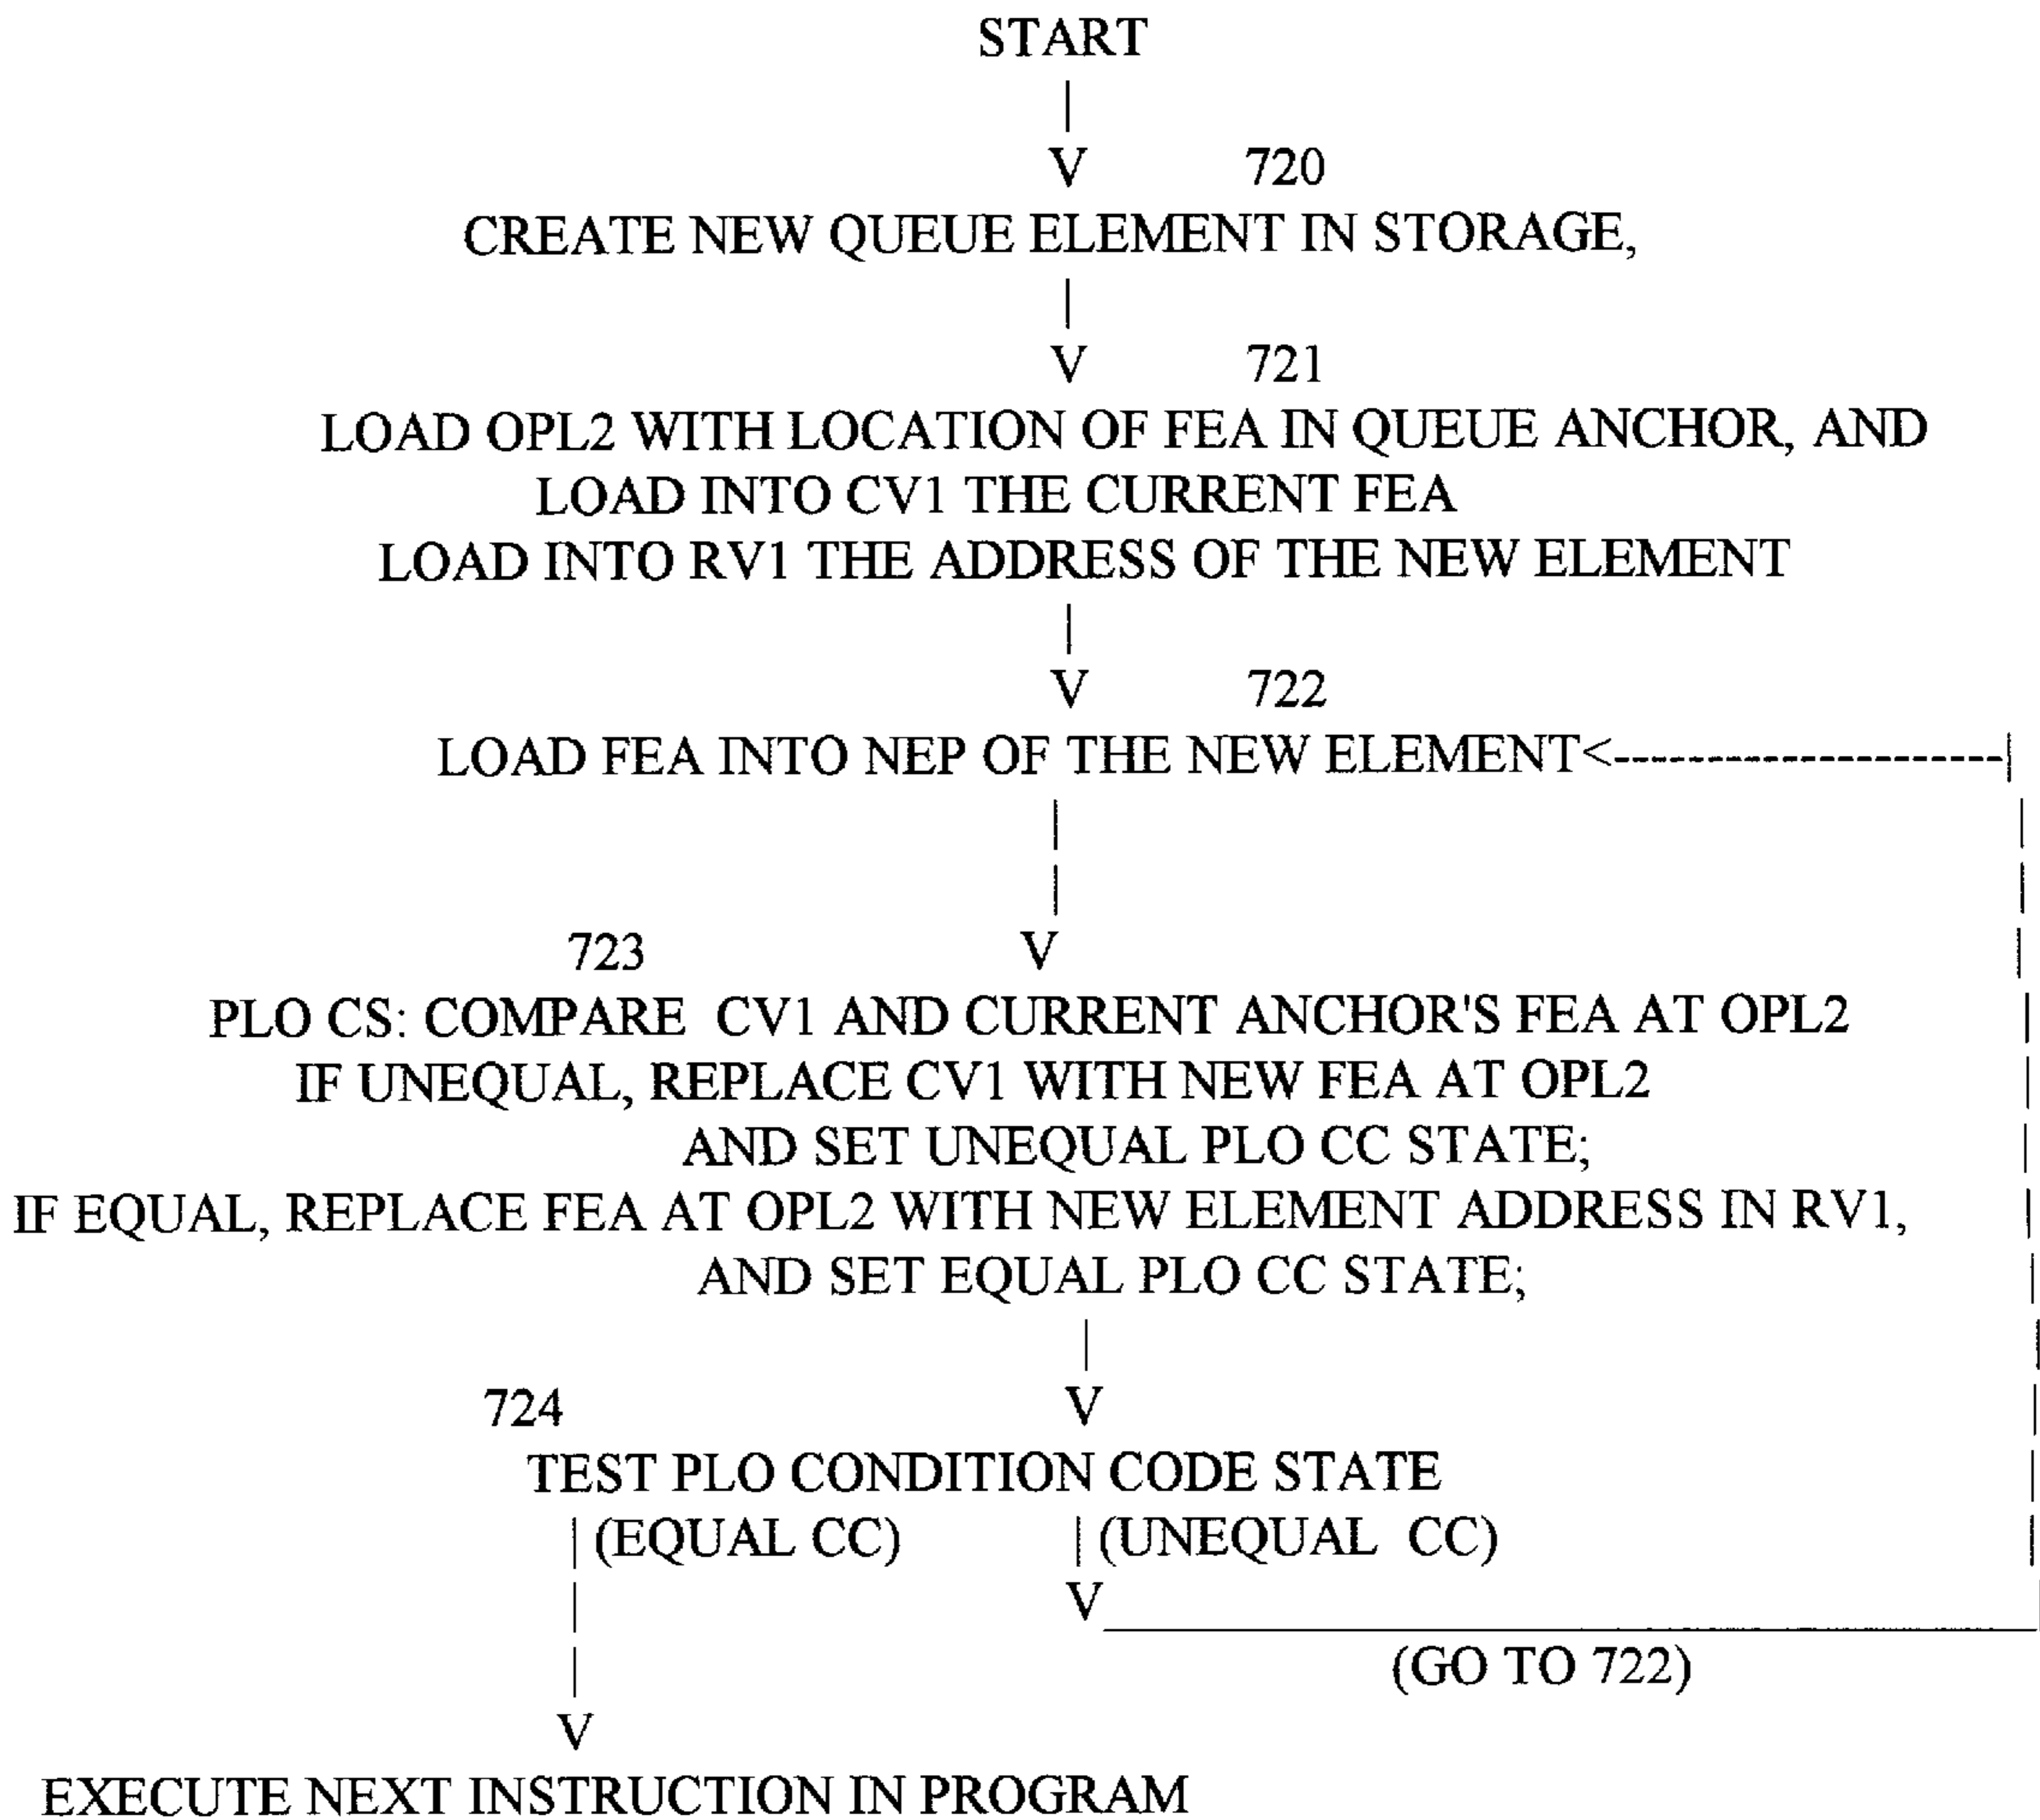 START
V 720
CREATE NEW QUEUE ELEMENT IN STORAGE,
V 721
LOAD OPL2 WITH LOCATION OF FEA IN QUEUE ANCHOR, AND
LOAD INTO CV1 THE CURRENT FEA
LOAD INTO RV1 THE ADDRESS OF THE NEW ELEMENT
V 722
LOAD FEA INTO NEP OF THE NEW ELEMENT<
723 V
PLO CS: COMPARE CV1 AND CURRENT ANCHOR'S FEA AT OPL2
IF UNEQUAL, REPLACE CV1 WITH NEW FEA AT OPL2
AND SET UNEQUAL PLO CC STATE;
IF EQUAL, REPLACE FEA AT OPL2 WITH NEW ELEMENT ADDRESS IN RV1,
AND SET EQUAL PLO CC STATE;
724 V
TEST PLO CONDITION CODE STATE
(EQUAL CC) (UNEQUAL CC)
V
(GO TO 722)
V
EXECUTE NEXT INSTRUCTION IN PROGRAM